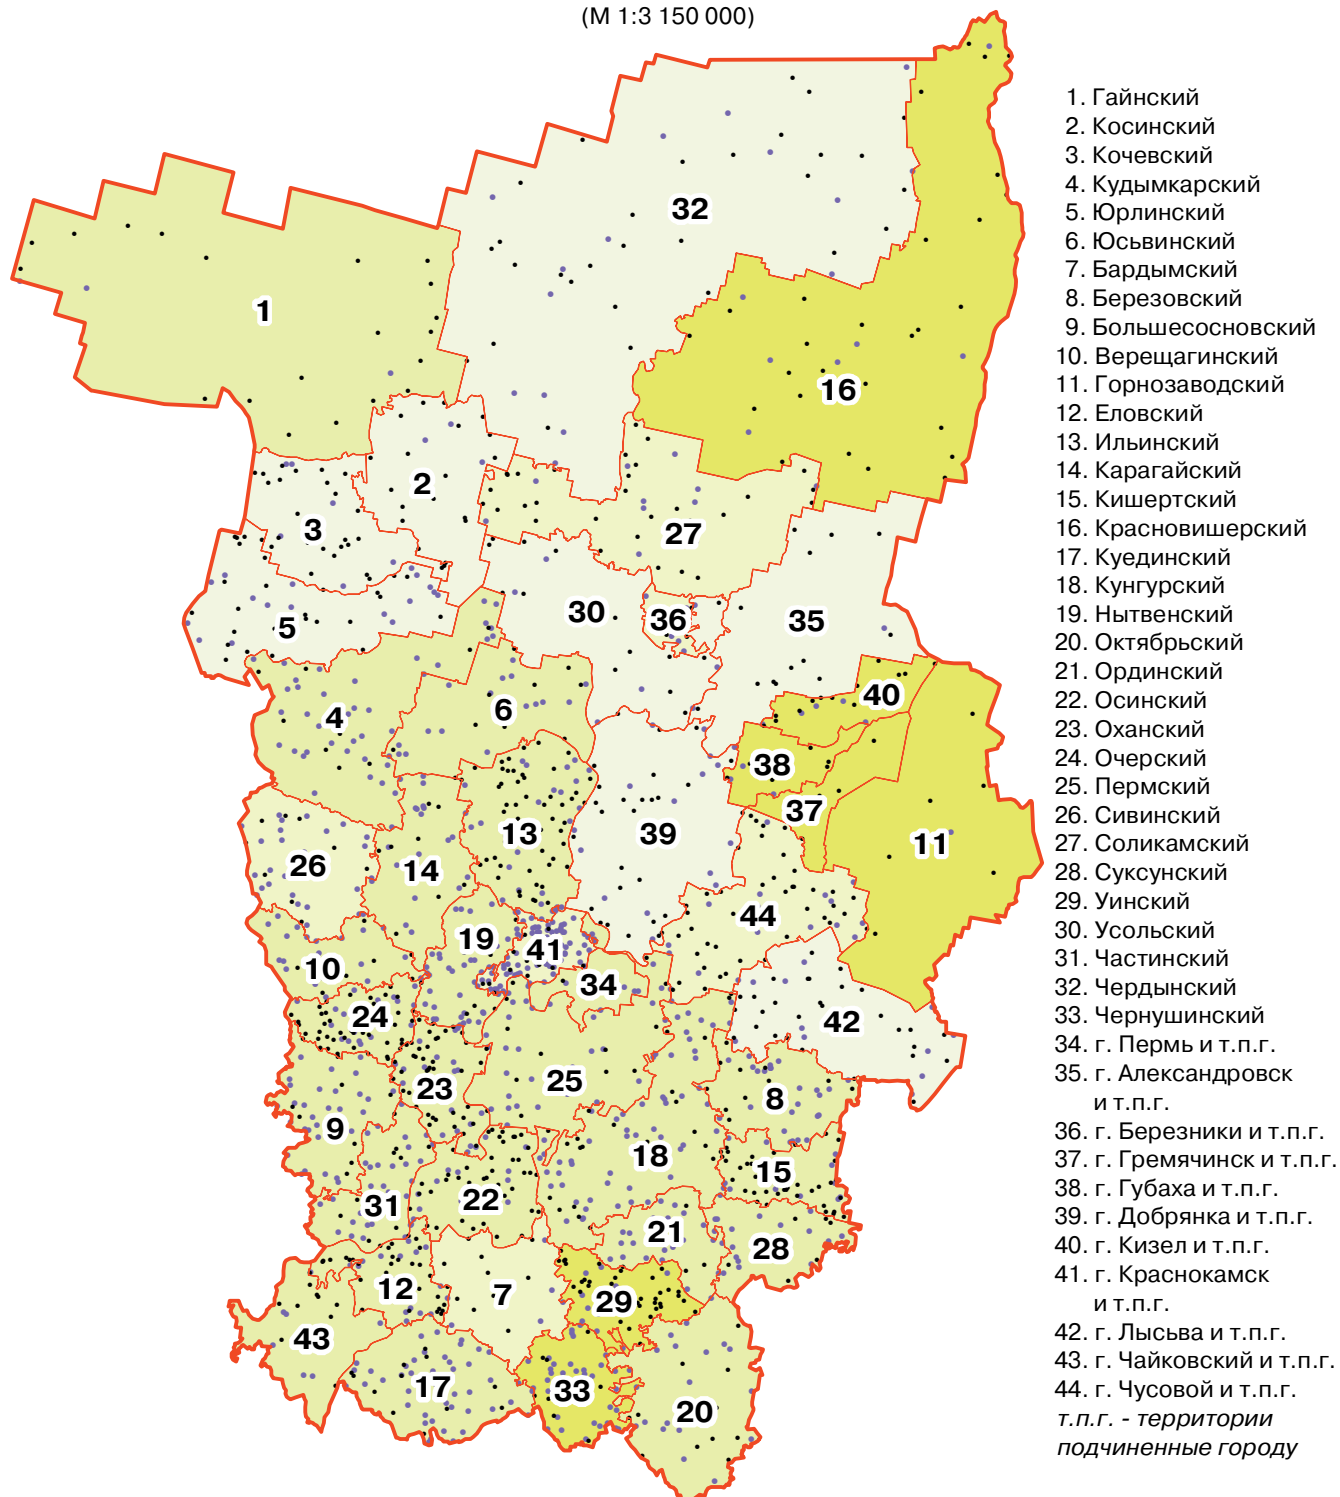 (М 1:3 150 000)
1. Гайнский
2. Косинский
3. Кочевский
4. Кудымкарский
5. Юрлинский
6. Юсьвинский
7. Бардымский
8. Березовский
9. Большесосновский
10. Верещагинский
11. Горнозаводский
12. Еловский
13. Ильинский
14. Карагайский
15. Кишертский
16. Красновишерский
17. Куединский
18. Кунгурский
19. Нытвенский
20. Октябрьский
21. Ординский
22. Осинский
23. Оханский
24. Очерский
25. Пермский
26. Сивинский
27. Соликамский
28. Суксунский
29. Уинский
30. Усольский
31. Частинский
32. Чердынский
33. Чернушинский
34. г. Пермь и т.п.г.
35. г. Александровск
и т.п.г.
36. г. Березники и т.п.г.
37. г. Гремячинск и т.п.г.
38. г. Губаха и т.п.г.
39. г. Добрянка и т.п.г.
40. г. Кизел и т.п.г.
41. г. Краснокамск
и т.п.г.
42. г. Лысьва и т.п.г.
43. г. Чайковский и т.п.г.
44. г. Чусовой и т.п.г.
т.п.г. - территории
подчиненные городу
32
1
16
2
3
27
30
36
35
5
40
4
6
38
37
13
39
11
26
14
44
19
41
10
34
24
42
25
23
8
9
18
15
22
31
21
28
12
7
29
43
17
33
20